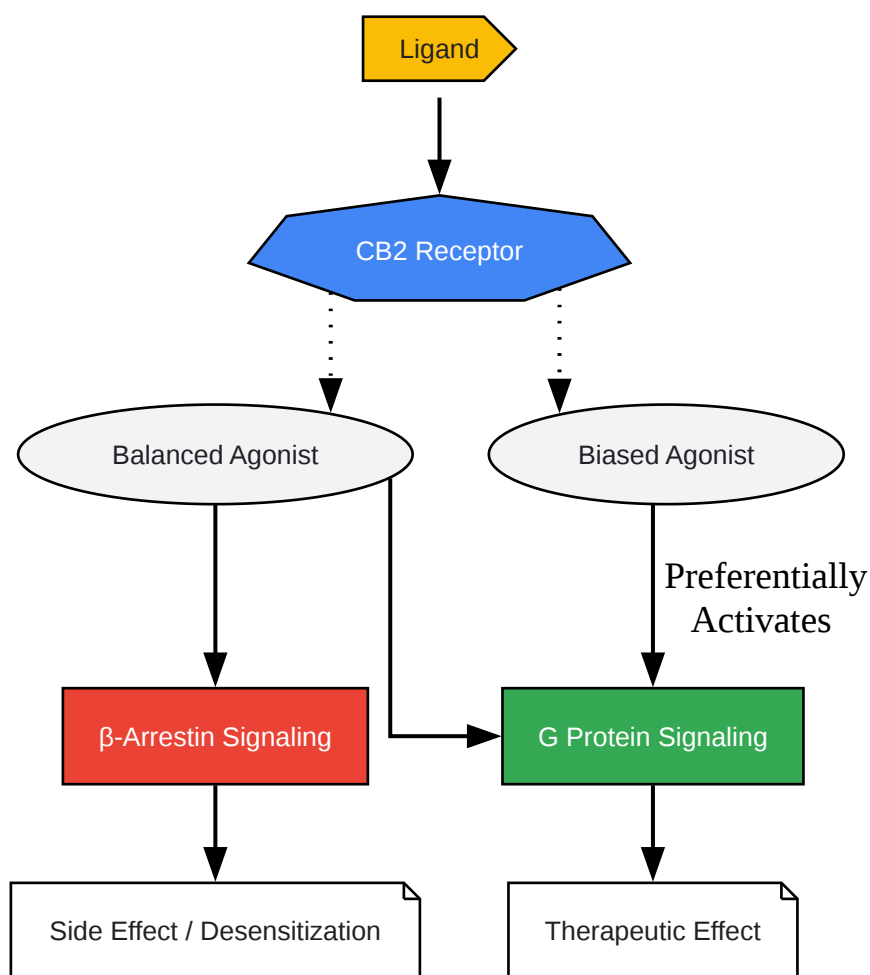 Ligand
CB2 Receptor
Balanced Agonist
Biased Agonist
Preferentially
Activates
β-Arrestin Signaling
G Protein Signaling
Side Effect / Desensitization
Therapeutic Effect